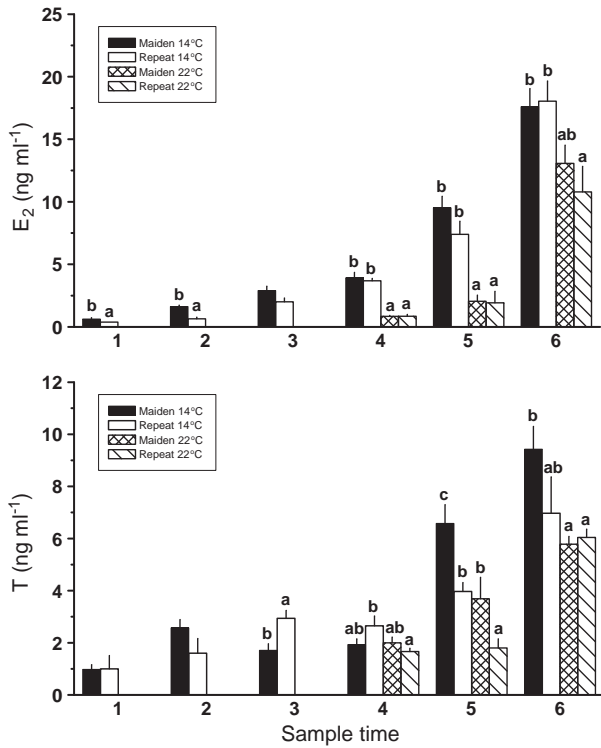 Maiden 14°C
Repeat 14°C
Maiden 22°C
Repeat 22°C
E2 (ng ml-1)
25
20
15
10
5
0
b a
b a
b b a a
b b a a
b b ab a
1 2 3 4 5 6
Maiden 14°C
Repeat 14°C
Maiden 22°C
Repeat 22°C
T (ng ml-1)
12
10
8
6
4
2
0
b a
ab b ab a
c b b a
b ab a a
1 2 3 4 5 6
Sample time